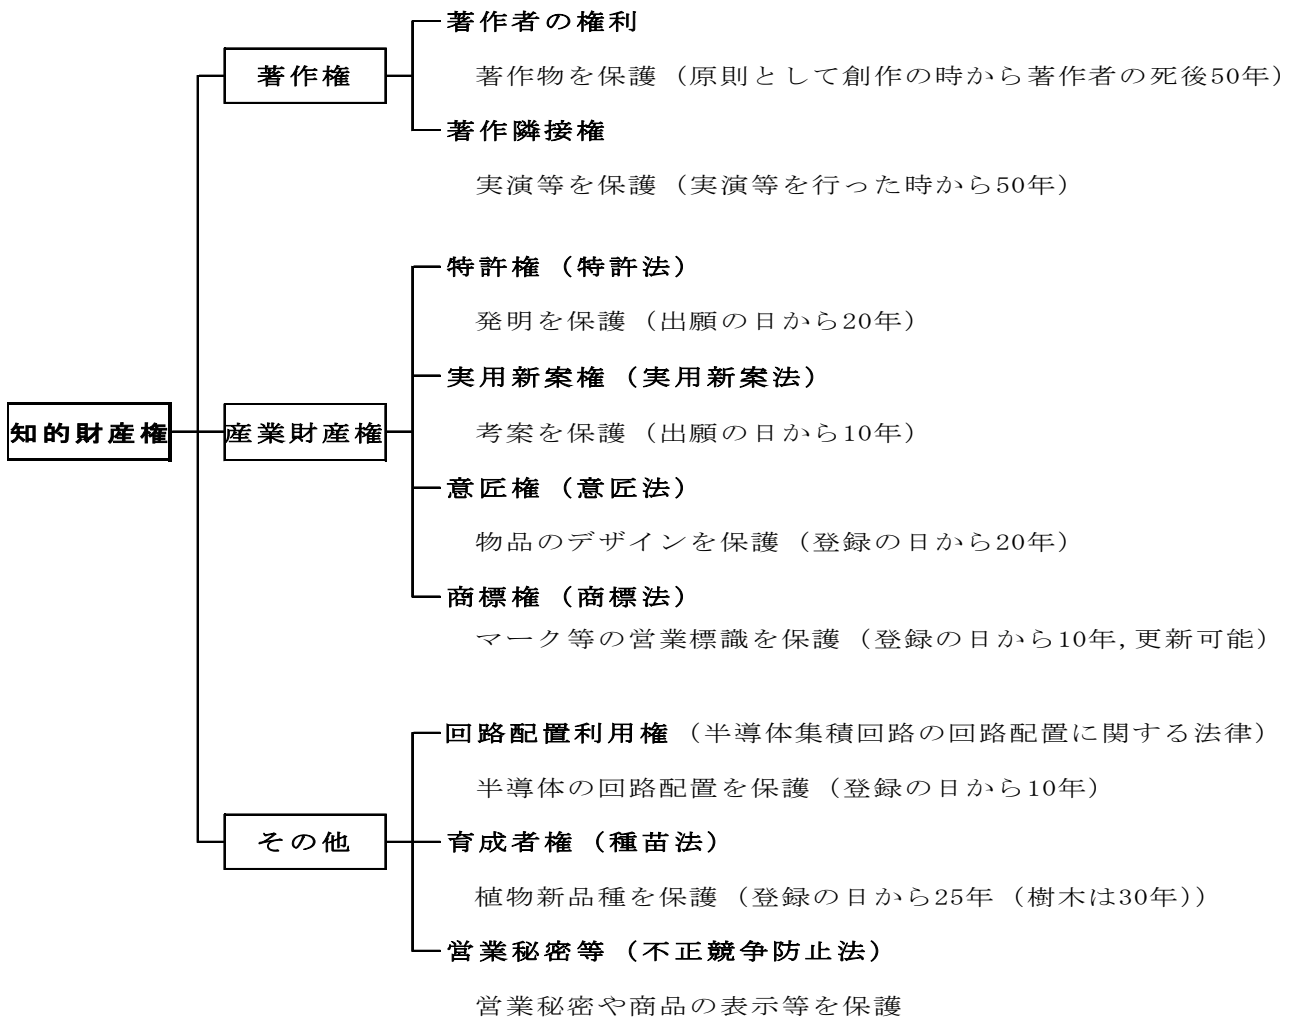 著作者の権利
著作権
著作物を保護（原則として創作の時から著作者の死後50年）
著作隣接権
実演等を保護（実演等を行った時から50年）
特許権（特許法）
発明を保護（出願の日から20年）
実用新案権（実用新案法）
知的財産権
産業財産権
考案を保護（出願の日から10年）
意匠権（意匠法）
物品のデザインを保護（登録の日から20年）
商標権（商標法）
マーク等の営業標識を保護（登録の日から10年,更新可能）
回路配置利用権（半導体集積回路の回路配置に関する法律）
半導体の回路配置を保護（登録の日から10年）
その他
育成者権（種苗法）
植物新品種を保護（登録の日から25年（樹木は30年））
営業秘密等（不正競争防止法）
営業秘密や商品の表示等を保護